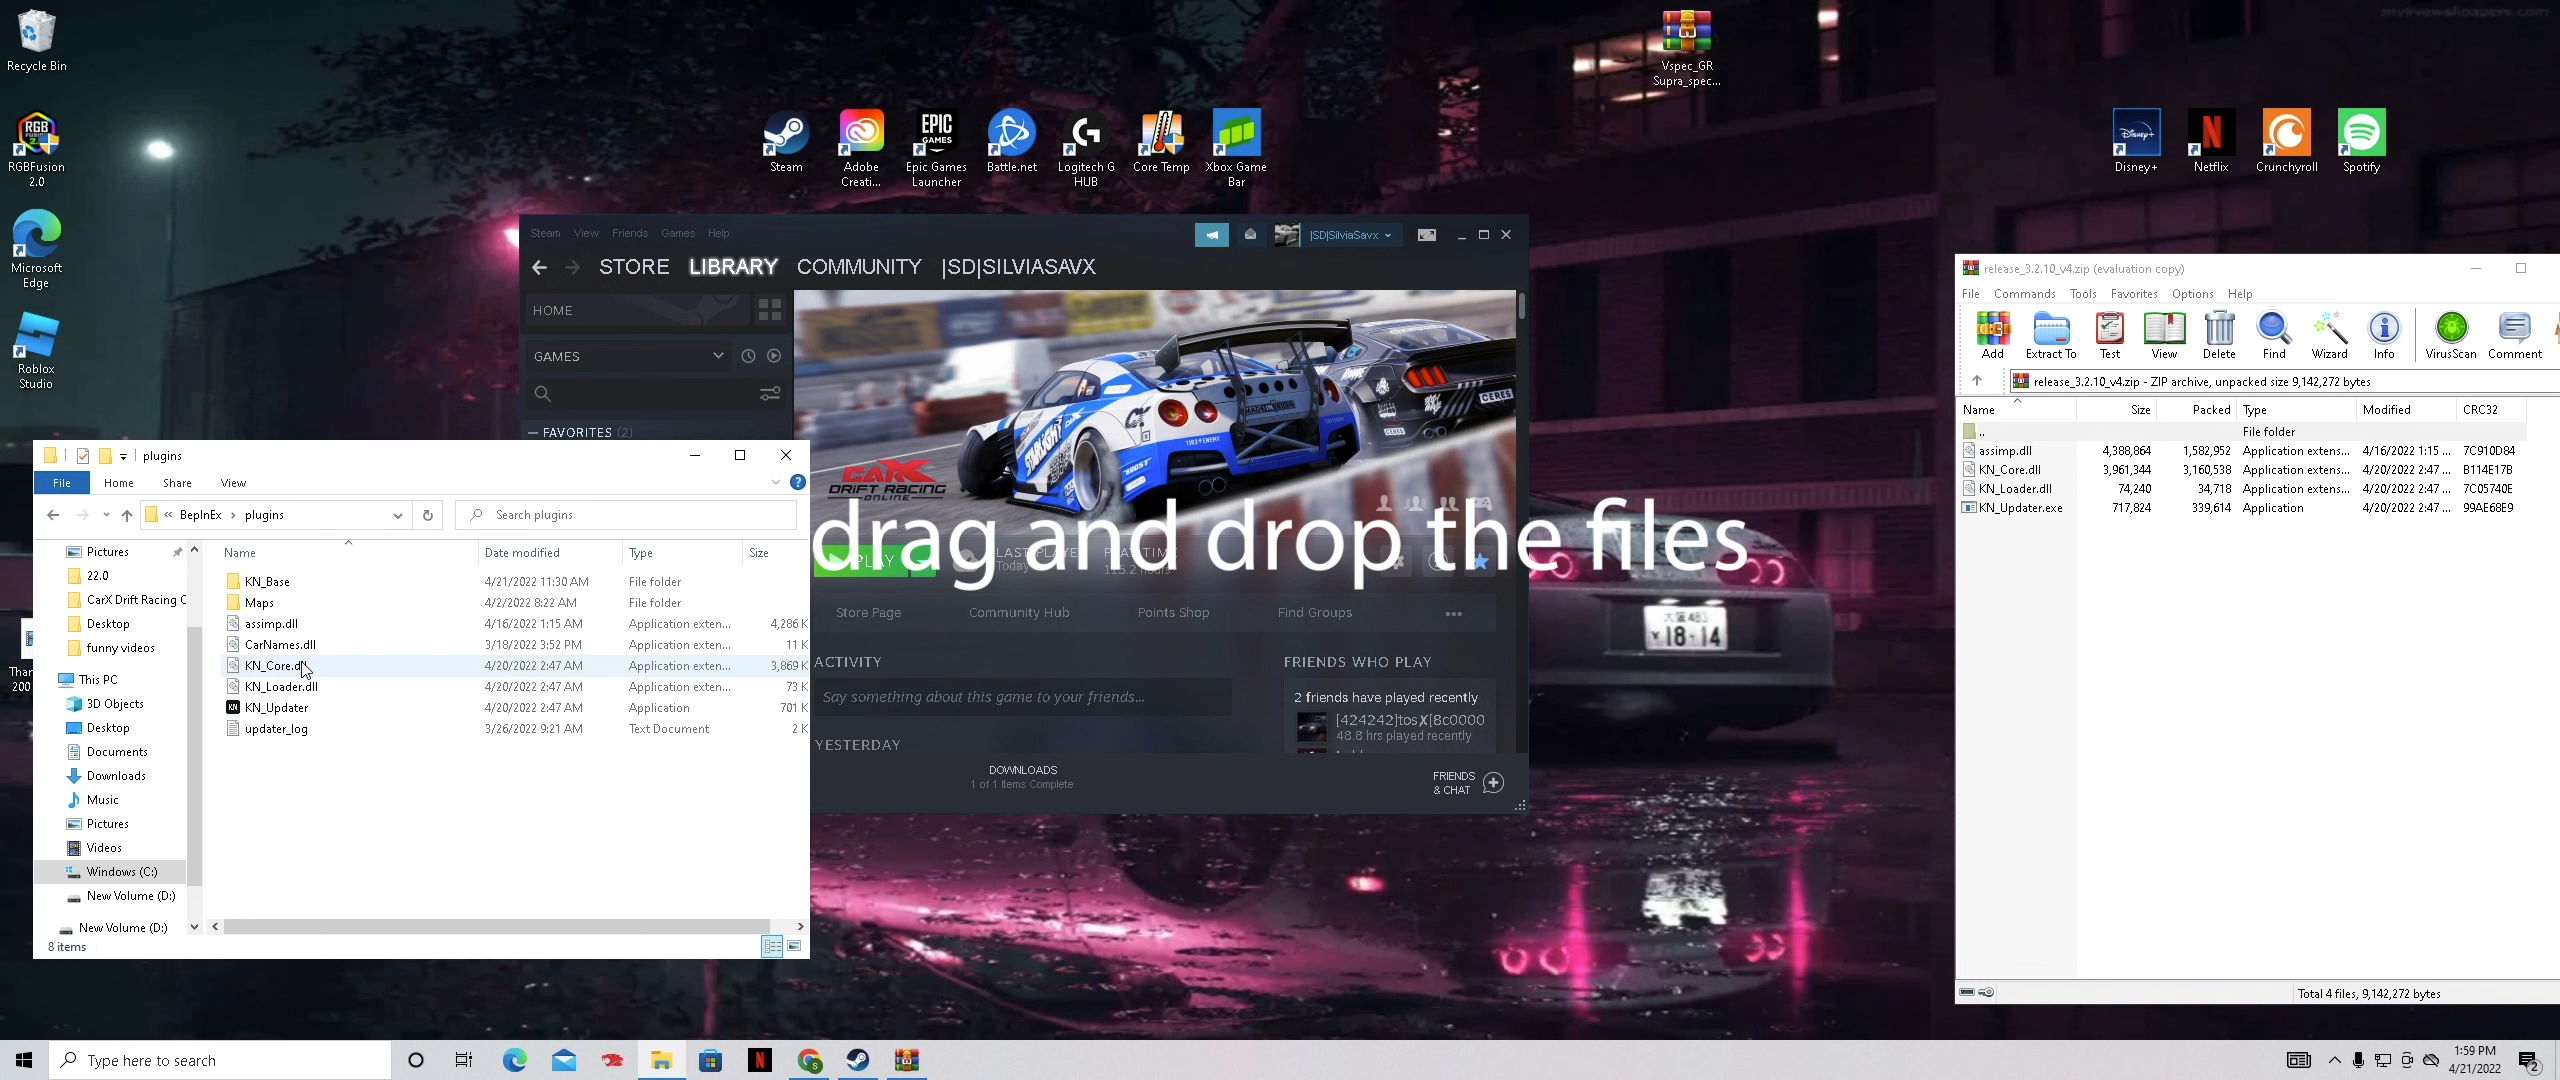 mylivewallpapers.com
Recycle Bin
RGBFusion
2.0
Microsoft
Edge
Roblox
Studio
Steam
Adobe
Creati...
Epic Games
Launcher
Battle.net
Logitech G
HUB
Core Temp
Xbox Game
Bar
Vspec_GR
Supra_spec...
Disney+
Netflix
Crunchyroll
Spotify
Steam View Friends Games Help
|SD|SilviaSavx
STORE LIBRARY COMMUNITY |SD|SILVIASAVX
HOME
GAMES
— FAVORITES (2)
CARX
DRIFT RACING
ONLINE
drag and drop the files
PLAY
LAST PLAYED
Today
PLAY TIME
115.2 hours
Store Page Community Hub Points Shop Find Groups ...
ACTIVITY
Say something about this game to your friends...
YESTERDAY
FRIENDS WHO PLAY
2 friends have played recently
[424242]tosX[8c0000
48.8 hrs played recently
DOWNLOADS
1 of 1 Items Complete
FRIENDS
& CHAT
plugins
File Home Share View
« BepInEx › plugins
Search plugins
Pictures
22.0
CarX Drift Racing O
Desktop
funny videos
This PC
3D Objects
Desktop
Documents
Downloads
Music
Pictures
Videos
Windows (C:)
New Volume (D:)
New Volume (D:)
Name Date modified Type Size
KN_Base 4/21/2022 11:30 AM File folder
Maps 4/2/2022 8:22 AM File folder
assimp.dll 4/16/2022 1:15 AM Application exten... 4,286 K
CarNames.dll 3/18/2022 3:52 PM Application exten... 11 K
KN_Core.dll 4/20/2022 2:47 AM Application exten... 3,869 K
KN_Loader.dll 4/20/2022 2:47 AM Application exten... 73 K
KN_Updater 4/20/2022 2:47 AM Application 701 K
updater_log 3/26/2022 9:21 AM Text Document 2 K
8 items
release_3.2.10_v4.zip (evaluation copy)
File Commands Tools Favorites Options Help
Add Extract To Test View Delete Find Wizard Info VirusScan Comment
release_3.2.10_v4.zip - ZIP archive, unpacked size 9,142,272 bytes
Name Size Packed Type Modified CRC32
.. File folder
assimp.dll 4,388,864 1,582,952 Application extens... 4/16/2022 1:15 ... 7C910D84
KN_Core.dll 3,961,344 3,160,538 Application extens... 4/20/2022 2:47 ... B114E17B
KN_Loader.dll 74,240 34,718 Application extens... 4/20/2022 2:47 ... 7C05740E
KN_Updater.exe 717,824 339,614 Application 4/20/2022 2:47 ... 99AE68E9
Total 4 files, 9,142,272 bytes
18-14
Type here to search
1:59 PM
4/21/2022
2